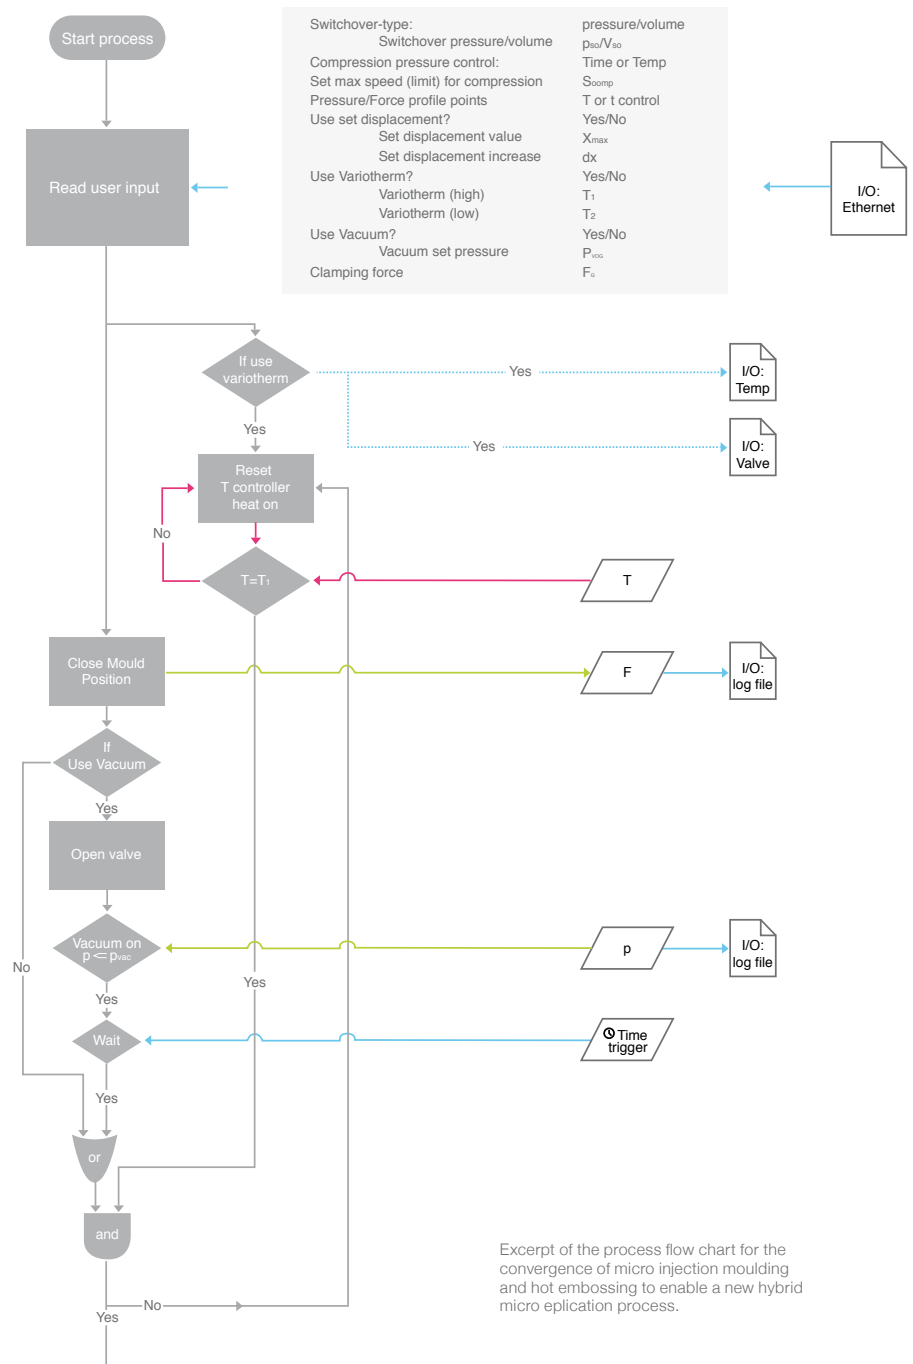 Start process
Switchover-type: pressure/volume
Switchover pressure/volume pso/Vso
Compression pressure control: Time or Temp
Set max speed (limit) for compression Soomp
Pressure/Force profile points T or t control
Use set displacement? Yes/No
Set displacement value Xmax
Set displacement increase dx
Use Variotherm? Yes/No
Variotherm (high) T1
Variotherm (low) T2
Use Vacuum? Yes/No
Vacuum set pressure
Clamping force
Read user input
I/O:
Ethernet
If use
variotherm
Yes
I/O:
Temp
Yes
Yes
I/O:
Valve
Reset
T controller
heat on
No
T=T1
T
Close Mould
Position
F
I/O:
log file
If
Use Vacuum
Yes
Open valve
Vacuum on
p<=pvac
p
I/O:
log file
No
Yes
Yes
Wait
Time
trigger
Yes
or
and
No
Yes
Excerpt of the process flow chart for the
convergence of micro injection moulding
and hot embossing to enable a new hybrid
micro eplication process.